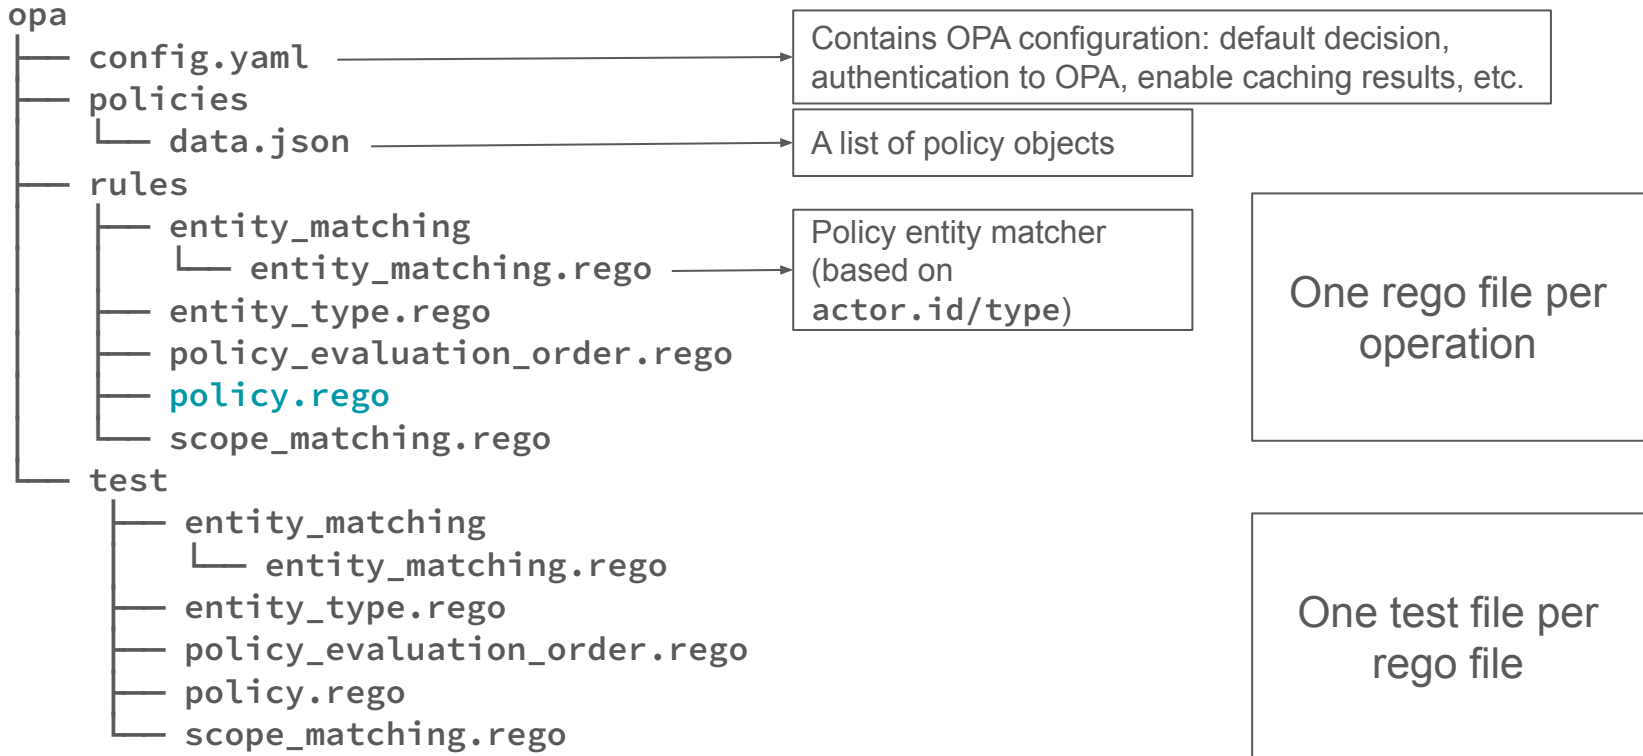 opa
config.yaml
policies
data.json
rules
entity_matching
entity_matching.rego
entity_type.rego
policy_evaluation_order.rego
policy.rego
scope_matching.rego
test
entity_matching
entity_matching.rego
entity_type.rego
policy_evaluation_order.rego
policy.rego
scope_matching.rego
Contains OPA configuration: default decision,
authentication to OPA, enable caching results, etc.
A list of policy objects
Policy entity matcher
(based on
actor.id/type)
One rego file per
operation
One test file per
rego file